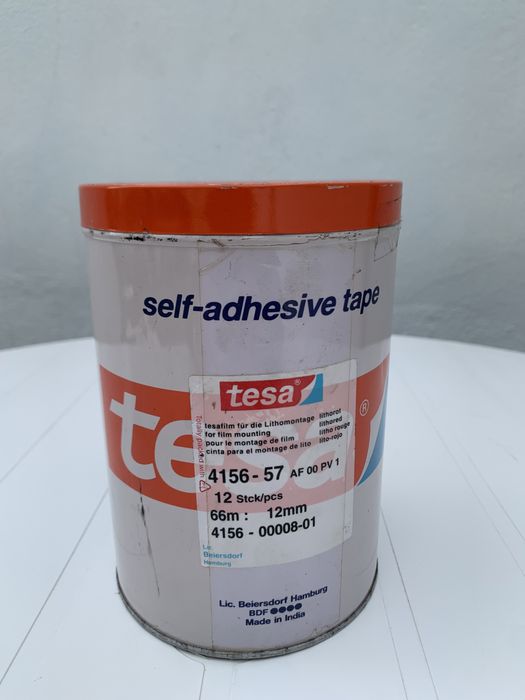 self-adhesive tape
tesa
tesa ®
tesafilm für die Lithomontage lithorot
for film mounting lithored
pour le montage de film litho rouge
cinta para el montaje de lito lito-rojo
4156 - 57 AF 00 PV 1
12 Stck/pcs
66m : 12mm
4156 - 00008-01
Lic.
Beiersdorf
Hamburg
Lic. Beiersdorf Hamburg
BDF ●●●●
Made in India